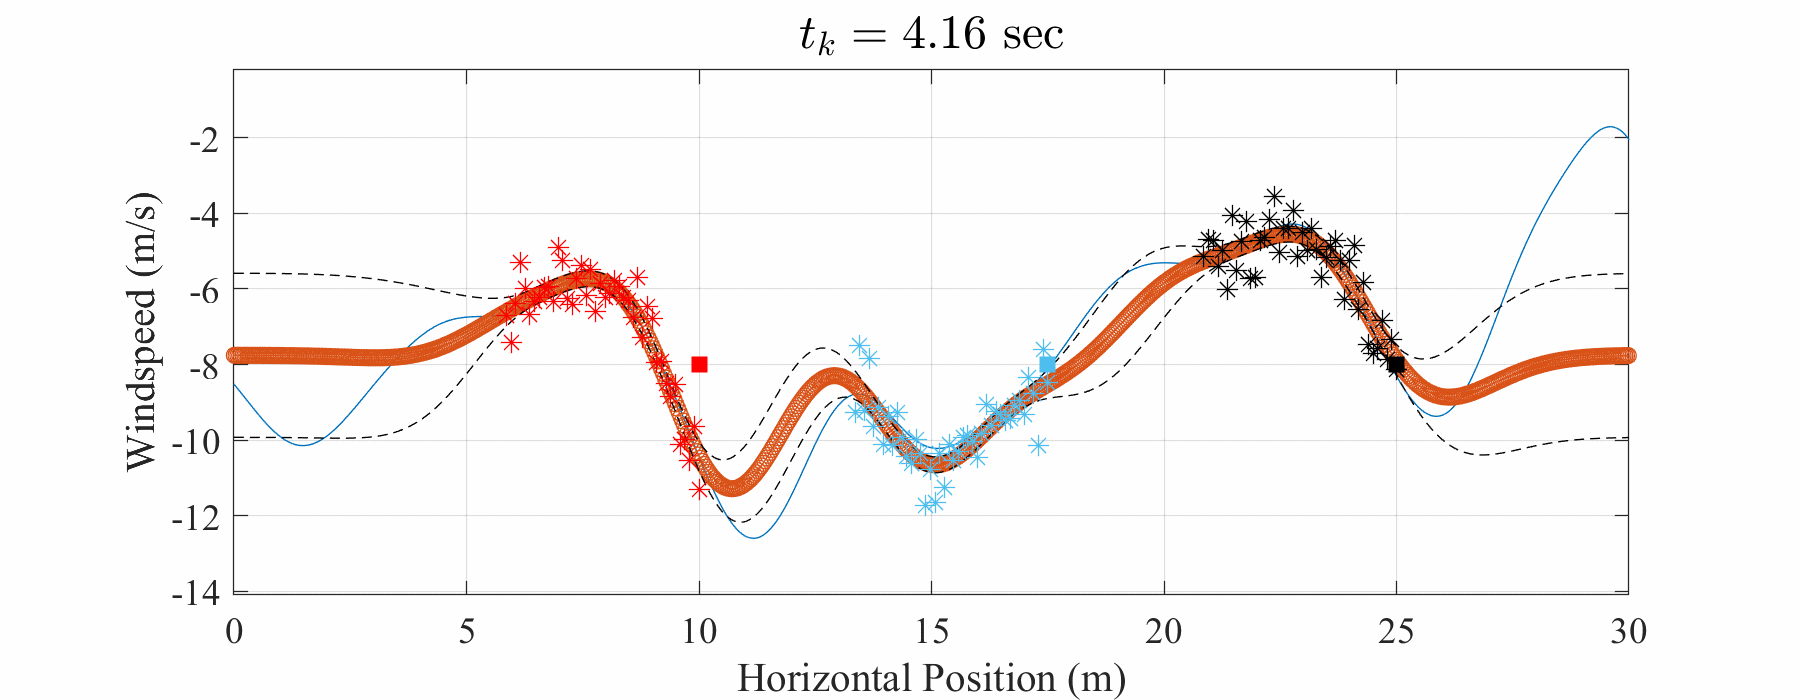 t_k = 4.16 sec
Windspeed (m/s)
-2
-4
-6
-8
-10
-12
-14
0 5 10 15 20 25 30
Horizontal Position (m)